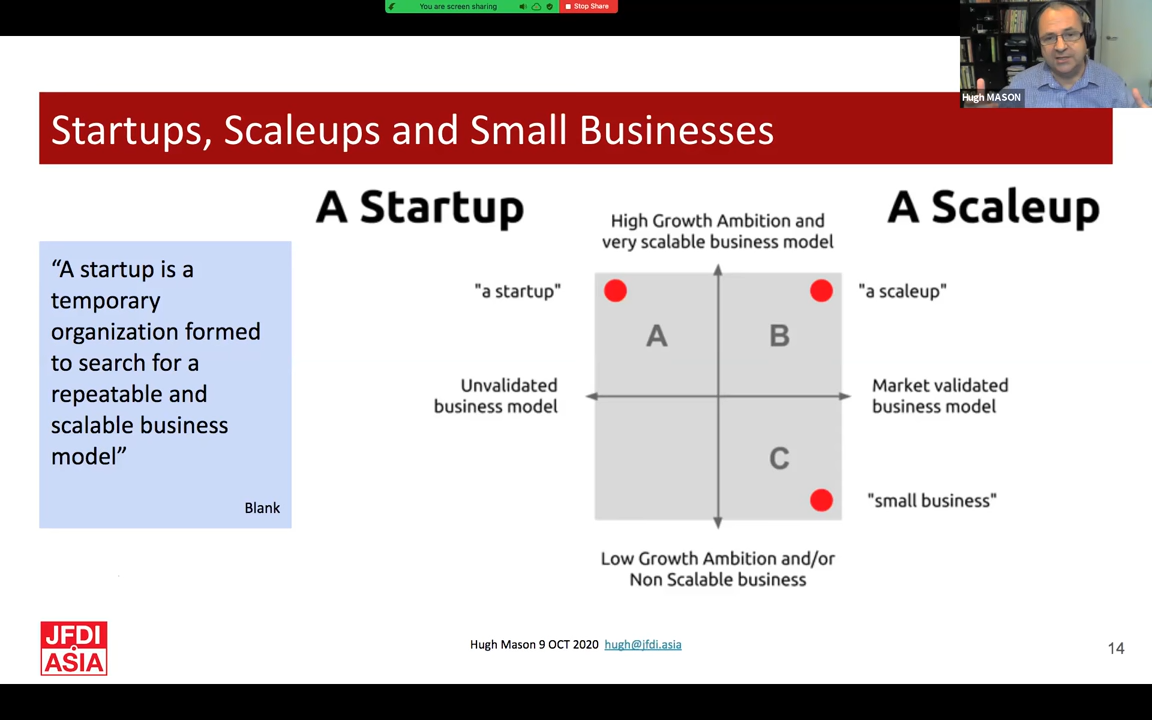 You are screen sharing
Stop Share
Hugh MASON
Startups, Scaleups and Small Businesses
A Startup
A Scaleup
High Growth Ambition and
very scalable business model
“A startup is a
temporary
organization formed
to search for a
repeatable and
scalable business
model”
Blank
"a startup"
"a scaleup"
A
B
Unvalidated
business model
Market validated
business model
C
"small business"
Low Growth Ambition and/or
Non Scalable business
JFDI
ASIA
Hugh Mason 9 OCT 2020 hugh@jfdi.asia
14